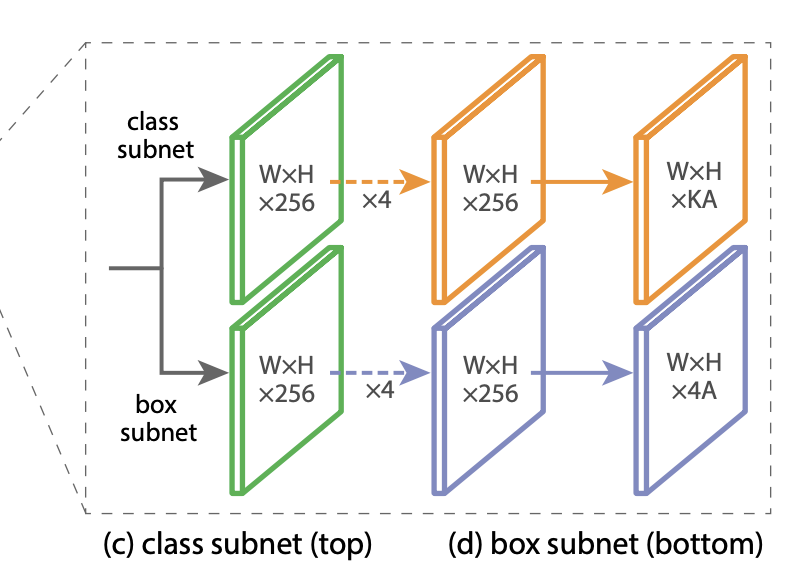 class
subnet
W×H
×256
×4
W×H
×256
W×H
×KA
box
subnet
W×H
×256
×4
W×H
×256
W×H
×4A
(c) class subnet (top)
(d) box subnet (bottom)